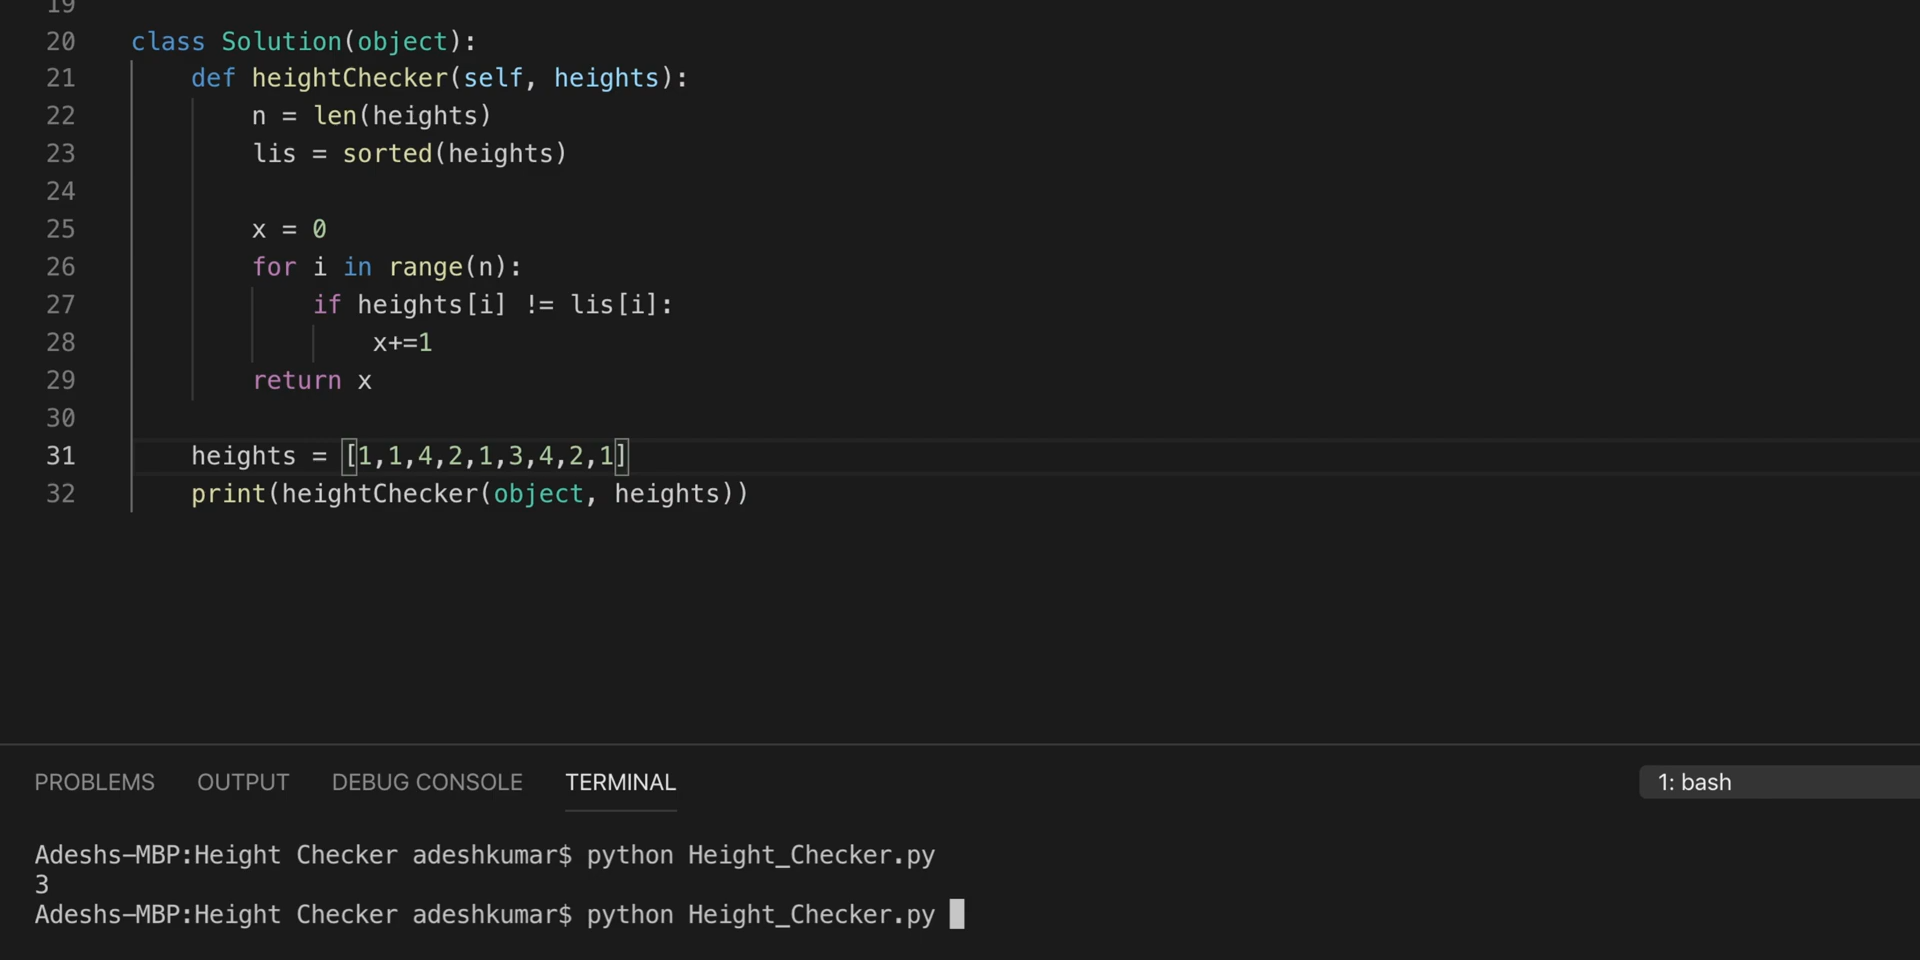 19
20 class Solution(object):
21 def heightChecker(self, heights):
22 n = len(heights)
23 lis = sorted(heights)
24
25 x = 0
26 for i in range(n):
27 if heights[i] != lis[i]:
28 x+=1
29 return x
30
31 heights = [1,1,4,2,1,3,4,2,1]
32 print(heightChecker(object, heights))
PROBLEMS OUTPUT DEBUG CONSOLE TERMINAL 1: bash
Adeshs-MBP:Height Checker adeshkumar$ python Height_Checker.py
3
Adeshs-MBP:Height Checker adeshkumar$ python Height_Checker.py